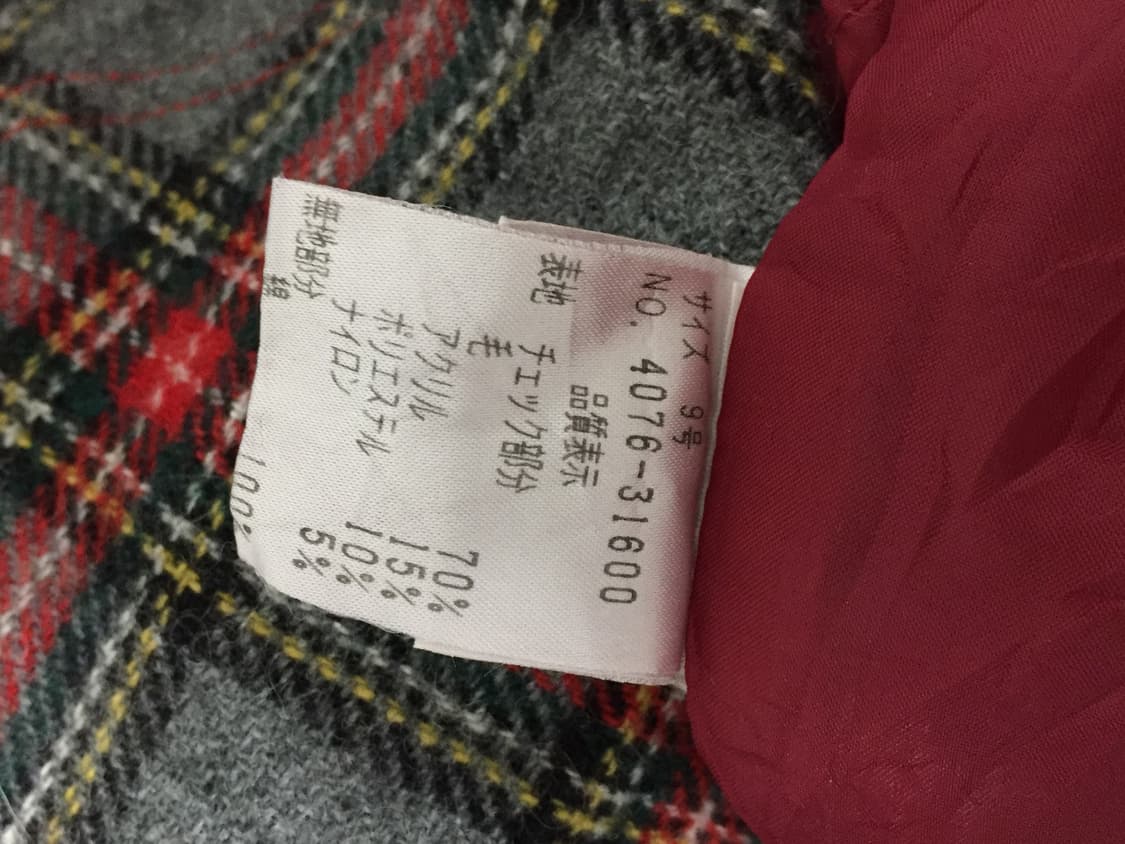 サイズ 9号
NO. 4076-31600
品質表示
表地
チェック部分
毛 70%
アクリル 15%
ポリエステル 10%
ナイロン 5%
無地部分
綿 100%